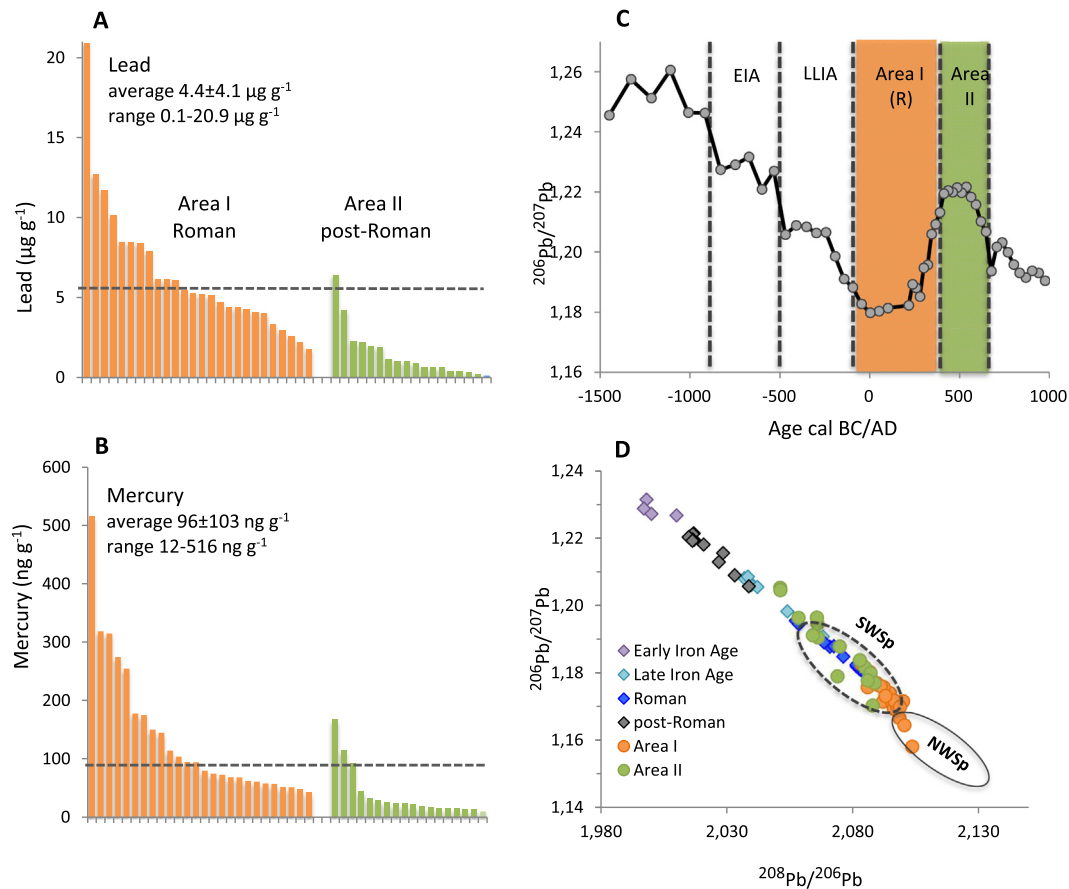 A
Lead
average 4.4±4.1 µg g⁻¹
range 0.1-20.9 µg g⁻¹
Area I
Roman
Area II
post-Roman
Lead (µg g⁻¹)
20
15
10
5
0
B
Mercury
average 96±103 ng g⁻¹
range 12-516 ng g⁻¹
Mercury (ng g⁻¹)
600
500
400
300
200
100
0
C
EIA
LLIA
Area I
(R)
Area
II
²⁰⁶Pb/²⁰⁷Pb
1,26
1,24
1,22
1,20
1,18
1,16
-1500
-1000
-500
0
500
1000
Age cal BC/AD
D
²⁰⁶Pb/²⁰⁷Pb
1,24
1,22
1,20
1,18
1,16
1,14
SWSp
NWSp
Early Iron Age
Late Iron Age
Roman
post-Roman
Area I
Area II
1,980
2,030
2,080
2,130
²⁰⁸Pb/²⁰⁶Pb